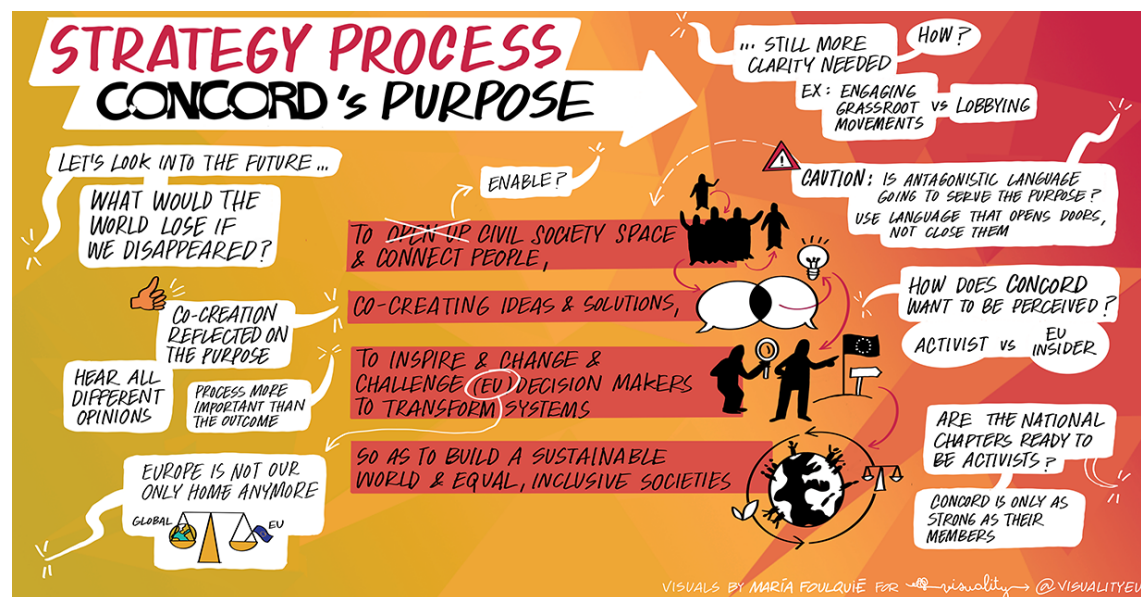 STRATEGY PROCESS
CONCORD's PURPOSE
LET'S LOOK INTO THE FUTURE ...
WHAT WOULD THE
WORLD LOSE IF
WE DISAPPEARED?
CO-CREATION
REFLECTED ON
THE PURPOSE
HEAR ALL
DIFFERENT
OPINIONS
PROCESS MORE
IMPORTANT THAN
THE OUTCOME
EUROPE IS NOT OUR
ONLY HOME ANYMORE
GLOBAL
EU
ENABLE?
TO OPEN UP CIVIL SOCIETY SPACE
& CONNECT PEOPLE,
CO-CREATING IDEAS & SOLUTIONS,
TO INSPIRE & CHANGE &
CHALLENGE (EU) DECISION MAKERS
TO TRANSFORM SYSTEMS
SO AS TO BUILD A SUSTAINABLE
WORLD & EQUAL, INCLUSIVE SOCIETIES
... STILL MORE
CLARITY NEEDED
HOW?
EX: ENGAGING
GRASSROOT
MOVEMENTS
vs LOBBYING
CAUTION: IS ANTAGONISTIC LANGUAGE
GOING TO SERVE THE PURPOSE?
USE LANGUAGE THAT OPENS DOORS,
NOT CLOSE THEM
HOW DOES CONCORD
WANT TO BE PERCEIVED?
ACTIVIST vs EU
INSIDER
ARE THE NATIONAL
CHAPTERS READY TO
BE ACTIVISTS?
CONCORD IS ONLY AS
STRONG AS THEIR
MEMBERS
VISUALS BY MARÍA FOULQUIÉ FOR visuality @VISUALITYEU